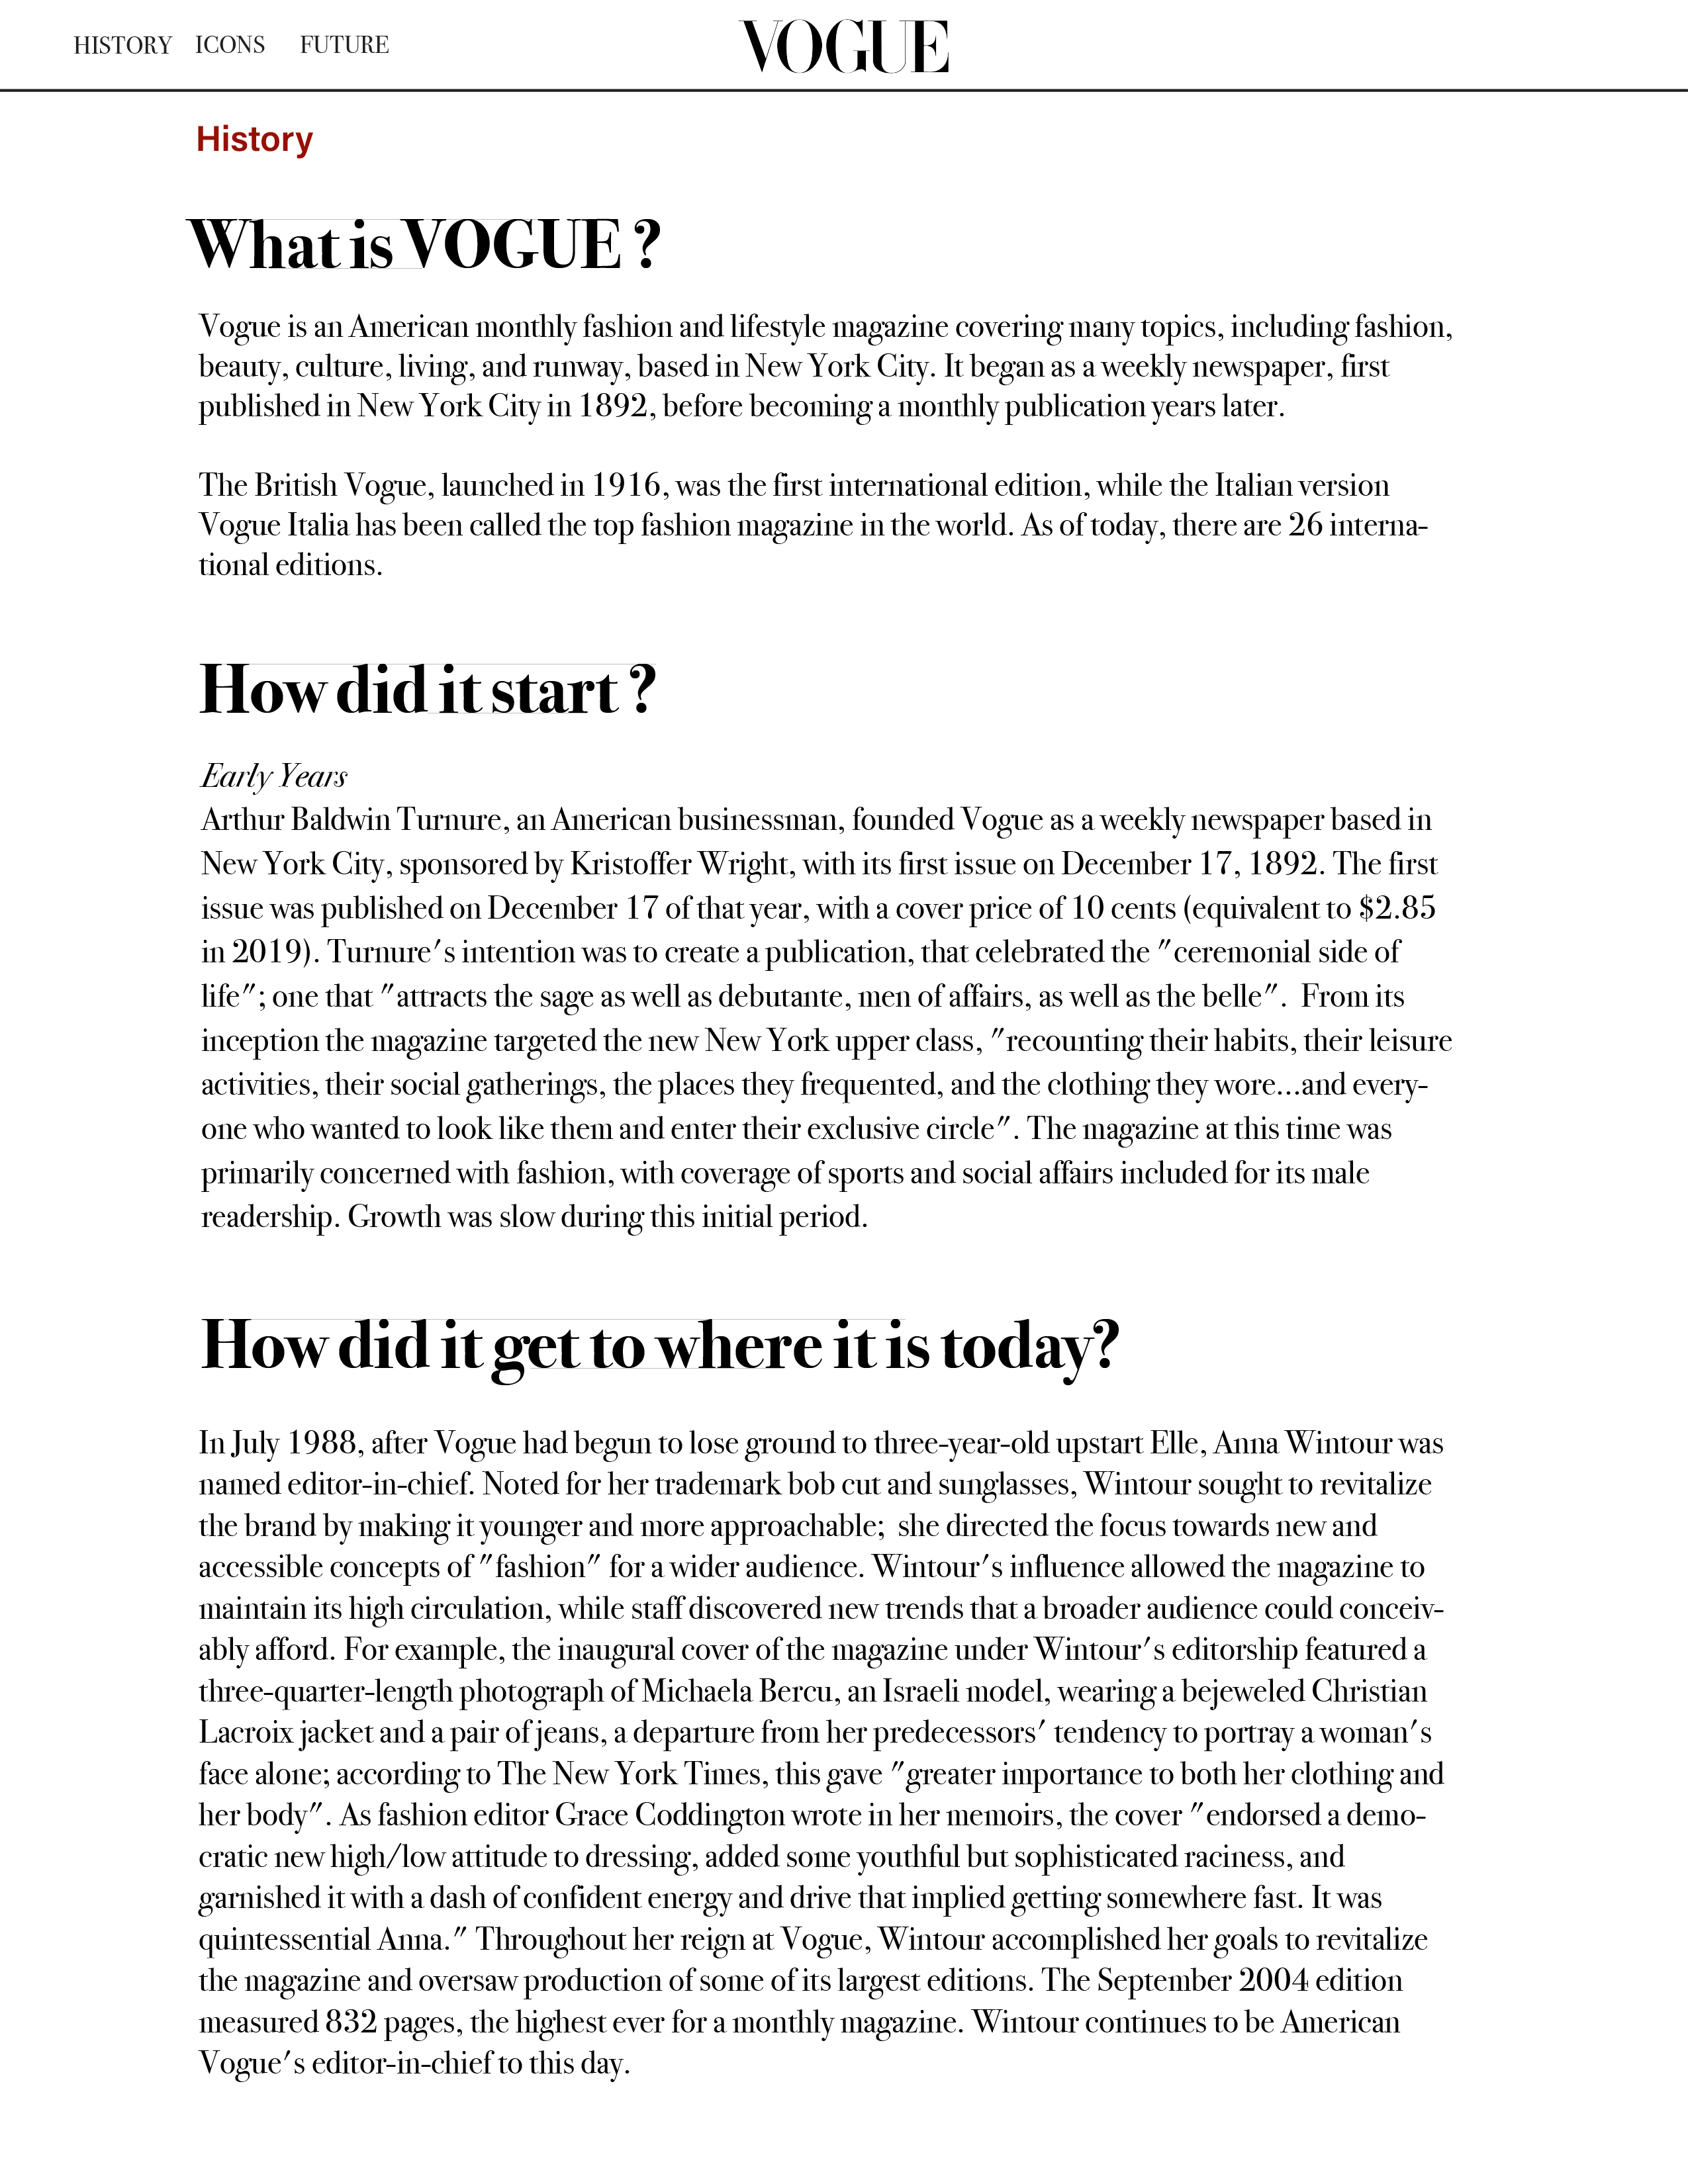 HISTORY ICONS FUTURE
VOGUE
History
What is VOGUE ?
Vogue is an American monthly fashion and lifestyle magazine covering many topics, including fashion,
beauty, culture, living, and runway, based in New York City. It began as a weekly newspaper, first
published in New York City in 1892, before becoming a monthly publication years later.
The British Vogue, launched in 1916, was the first international edition, while the Italian version
Vogue Italia has been called the top fashion magazine in the world. As of today, there are 26 interna-
tional editions.
How did it start ?
Early Years
Arthur Baldwin Turnure, an American businessman, founded Vogue as a weekly newspaper based in
New York City, sponsored by Kristoffer Wright, with its first issue on December 17, 1892. The first
issue was published on December 17 of that year, with a cover price of 10 cents (equivalent to $2.85
in 2019). Turnure's intention was to create a publication, that celebrated the "ceremonial side of
life"; one that "attracts the sage as well as debutante, men of affairs, as well as the belle".  From its
inception the magazine targeted the new New York upper class, "recounting their habits, their leisure
activities, their social gatherings, the places they frequented, and the clothing they wore...and every-
one who wanted to look like them and enter their exclusive circle". The magazine at this time was
primarily concerned with fashion, with coverage of sports and social affairs included for its male
readership. Growth was slow during this initial period.
How did it get to where it is today?
In July 1988, after Vogue had begun to lose ground to three-year-old upstart Elle, Anna Wintour was
named editor-in-chief. Noted for her trademark bob cut and sunglasses, Wintour sought to revitalize
the brand by making it younger and more approachable;  she directed the focus towards new and
accessible concepts of "fashion" for a wider audience. Wintour's influence allowed the magazine to
maintain its high circulation, while staff discovered new trends that a broader audience could conceiv-
ably afford. For example, the inaugural cover of the magazine under Wintour's editorship featured a
three-quarter-length photograph of Michaela Bercu, an Israeli model, wearing a bejeweled Christian
Lacroix jacket and a pair of jeans, a departure from her predecessors' tendency to portray a woman's
face alone; according to The New York Times, this gave "greater importance to both her clothing and
her body". As fashion editor Grace Coddington wrote in her memoirs, the cover "endorsed a demo-
cratic new high/low attitude to dressing, added some youthful but sophisticated raciness, and
garnished it with a dash of confident energy and drive that implied getting somewhere fast. It was
quintessential Anna." Throughout her reign at Vogue, Wintour accomplished her goals to revitalize
the magazine and oversaw production of some of its largest editions. The September 2004 edition
measured 832 pages, the highest ever for a monthly magazine. Wintour continues to be American
Vogue's editor-in-chief to this day.